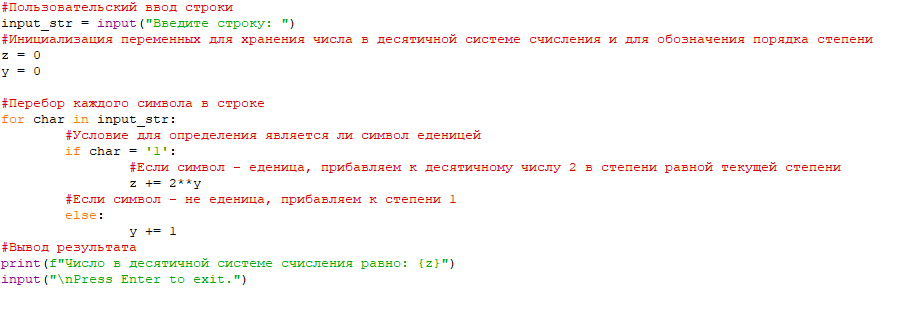 #Пользовательский ввод строки
input_str = input("Введите строку: ")
#Инициализация переменных для хранения числа в десятичной системе счисления и для обозначения порядка степени
z = 0
y = 0
#Перебор каждого символа в строке
for char in input_str:
#Условие для определения является ли символ еденицей
if char = '1':
#Если символ - еденица, прибавляем к десятичному числу 2 в степени равной текущей степени
z += 2**y
#Если символ - не еденица, прибавляем к степени 1
else:
y += 1
#Вывод результата
print(f"Число в десятичной системе счисления равно: {z}")
input("\nPress Enter to exit.")